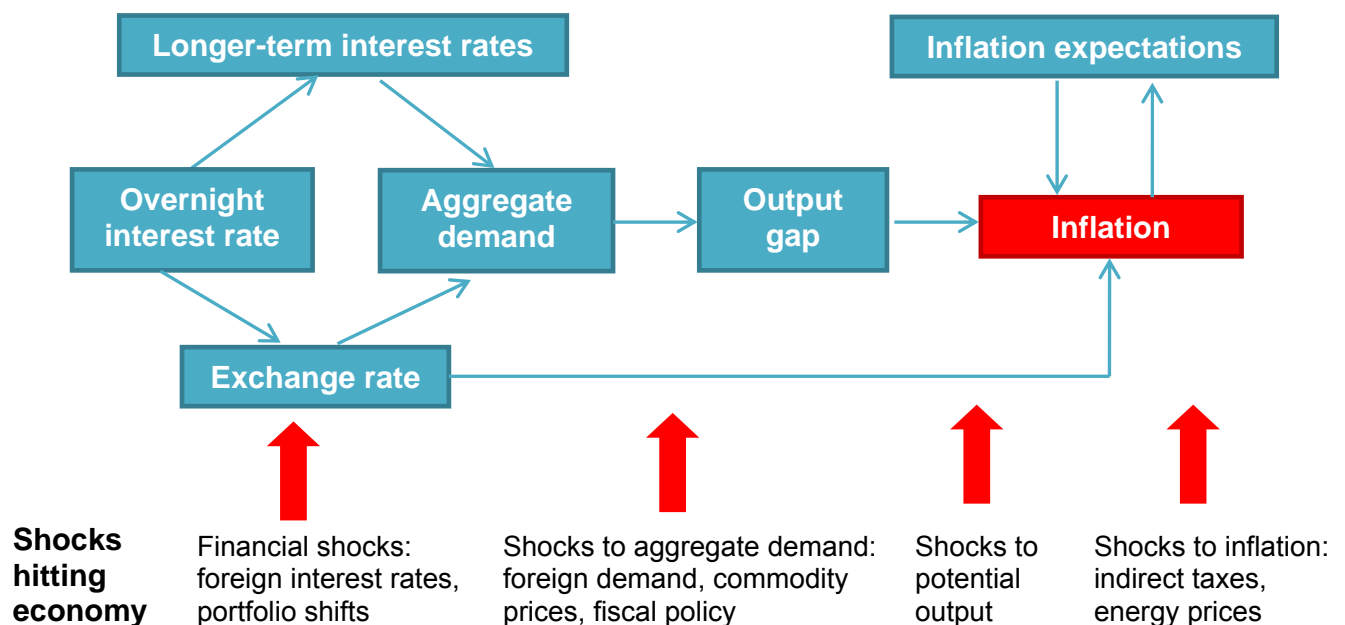 Longer-term interest rates
Inflation expectations
Overnight
interest rate
Aggregate
demand
Output
gap
Inflation
Exchange rate
Shocks
hitting
economy
Financial shocks:
foreign interest rates,
portfolio shifts
Shocks to aggregate demand:
foreign demand, commodity
prices, fiscal policy
Shocks to
potential
output
Shocks to inflation:
indirect taxes,
energy prices